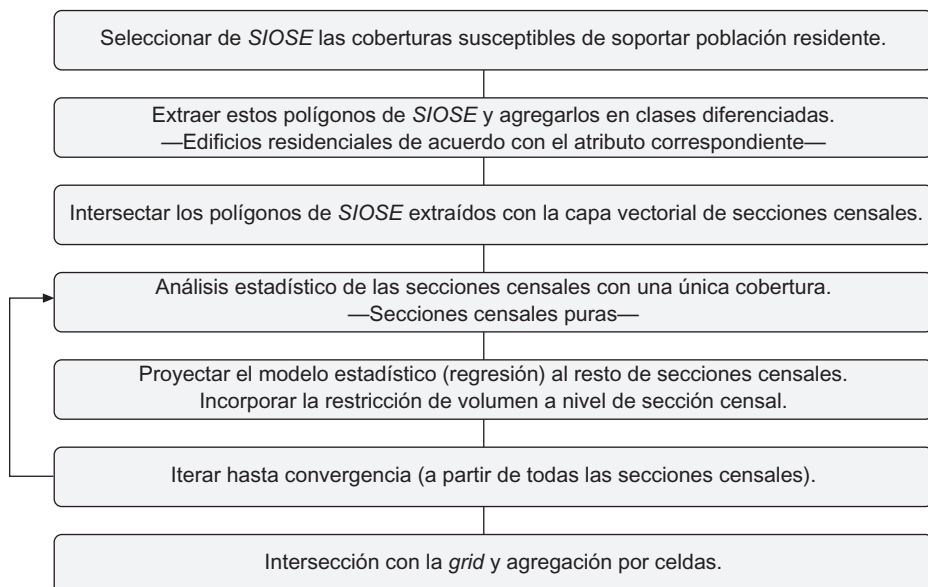 Seleccionar de SIOSE las coberturas susceptibles de soportar población residente.
Extraer estos polígonos de SIOSE y agregarlos en clases diferenciadas.
—Edificios residenciales de acuerdo con el atributo correspondiente—
Intersectar los polígonos de SIOSE extraídos con la capa vectorial de secciones censales.
Análisis estadístico de las secciones censales con una única cobertura.
—Secciones censales puras—
Proyectar el modelo estadístico (regresión) al resto de secciones censales.
Incorporar la restricción de volumen a nivel de sección censal.
Iterar hasta convergencia (a partir de todas las secciones censales).
Intersección con la grid y agregación por celdas.